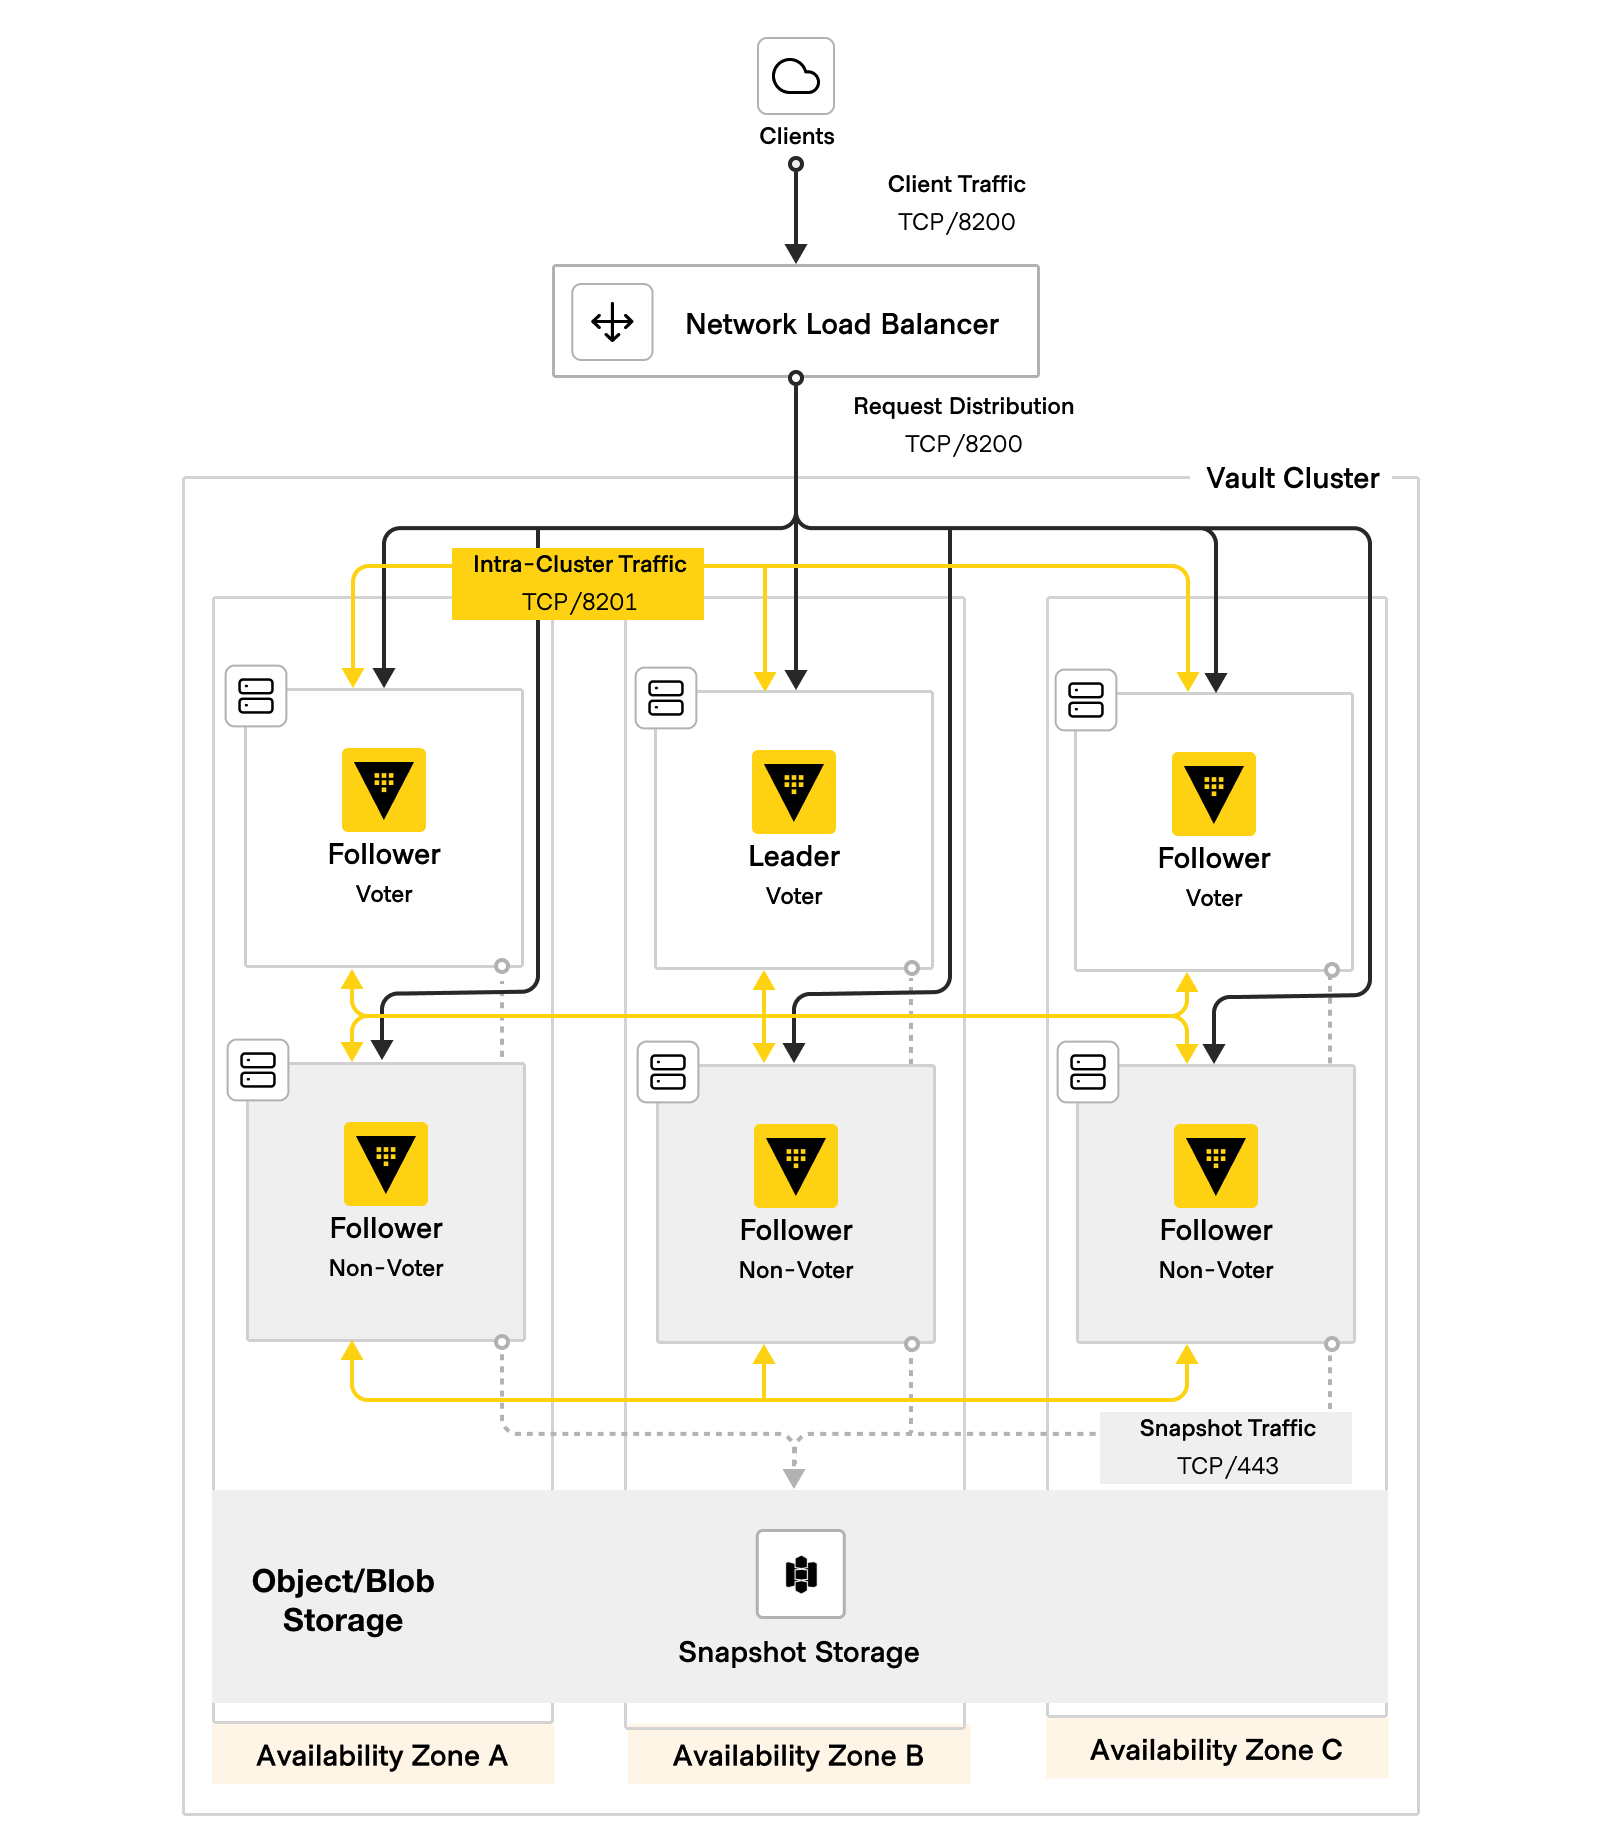 Clients
Client Traffic
TCP/8200
Network Load Balancer
Request Distribution
TCP/8200
Vault Cluster
Intra-Cluster Traffic
TCP/8201
Follower
Voter
Leader
Voter
Follower
Voter
Follower
Non-Voter
Follower
Non-Voter
Follower
Non-Voter
Snapshot Traffic
TCP/443
Object/Blob
Storage
Snapshot Storage
Availability Zone A
Availability Zone B
Availability Zone C